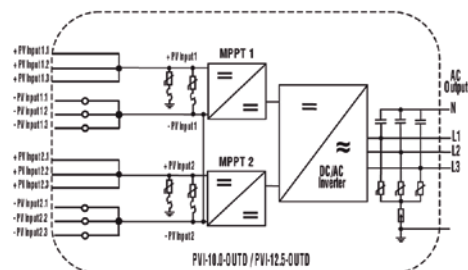 + PV Input1.1
+ PV Input1.2
+ PV Input1.3
- PV Input1.1
- PV Input1.2
- PV Input1.3
+ PV Input1
- PV Input1
MPPT 1
+ PV Input2.1
+ PV Input2.2
+ PV Input2.3
- PV Input2.1
- PV Input2.2
- PV Input2.3
+ PV Input2
- PV Input2
MPPT 2
DC/AC
Inverter
AC
Output
N
L1
L2
L3
PVI-10.0-OUTD / PVI-12.5-OUTD